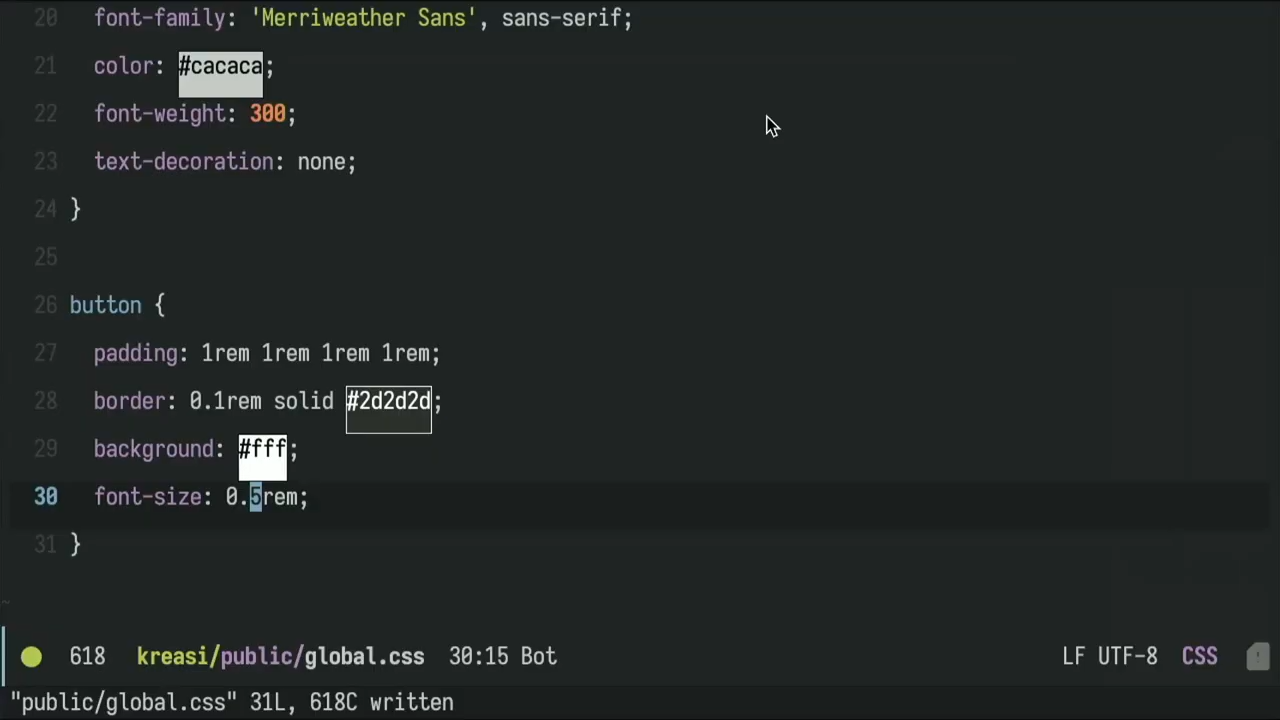 20 font-family: 'Merriweather Sans', sans-serif;
21 color: #cacaca;
22 font-weight: 300;
23 text-decoration: none;
24 }
25
26 button {
27 padding: 1rem 1rem 1rem 1rem;
28 border: 0.1rem solid #2d2d2d;
29 background: #fff;
30 font-size: 0.5rem;
31 }
~
618 kreasi/public/global.css 30:15 Bot LF UTF-8 CSS !
"public/global.css" 31L, 618C written